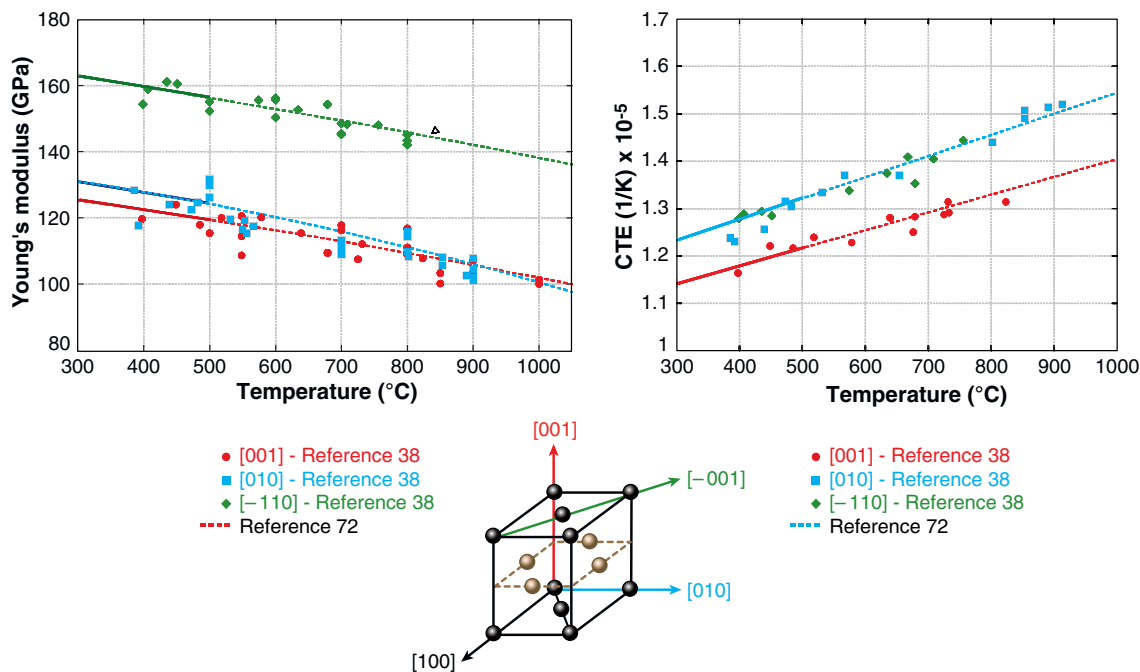 180
160
140
120
100
80
Young's modulus (GPa)
300 400 500 600 700 800 900 1000
Temperature (°C)
1.7
1.6
1.5
1.4
1.3
1.2
1.1
1
CTE (1/K) x 10-5
300 400 500 600 700 800 900 1000
Temperature (°C)
[001] - Reference 38
[010] - Reference 38
[−110] - Reference 38
Reference 72
[001]
[−001]
[010]
[100]
[001] - Reference 38
[010] - Reference 38
[−110] - Reference 38
Reference 72